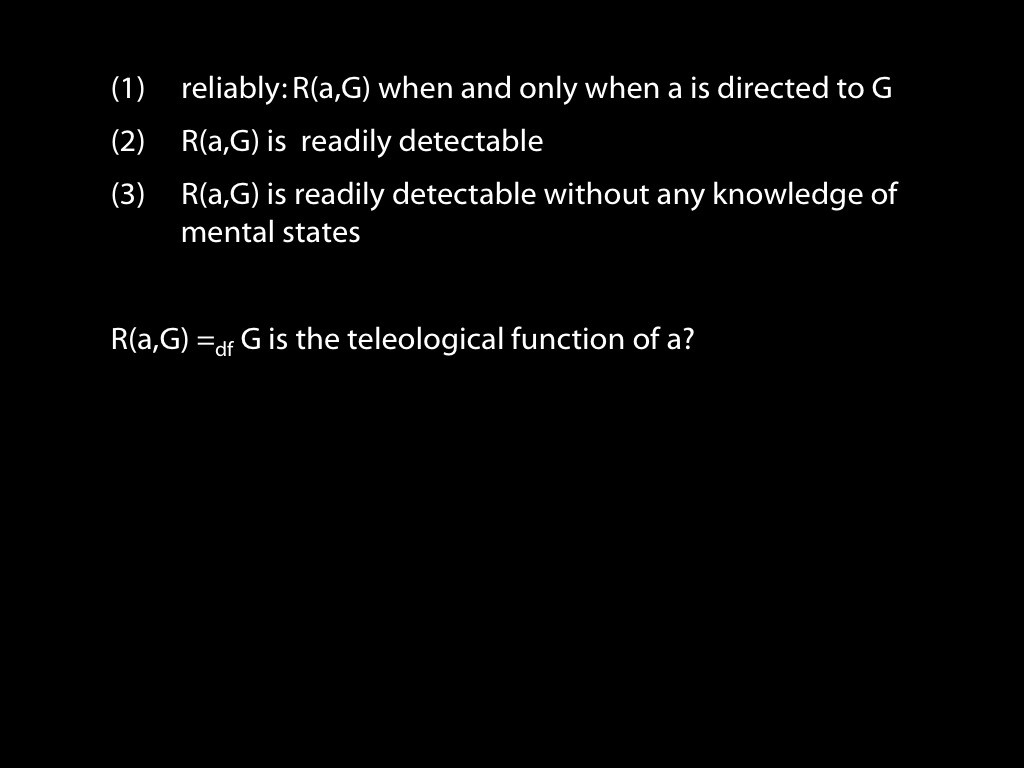 (1) reliably: R(a,G) when and only when a is directed to G
(2) R(a,G) is  readily detectable
(3) R(a,G) is readily detectable without any knowledge of
mental states
R(a,G) =df G is the teleological function of a?